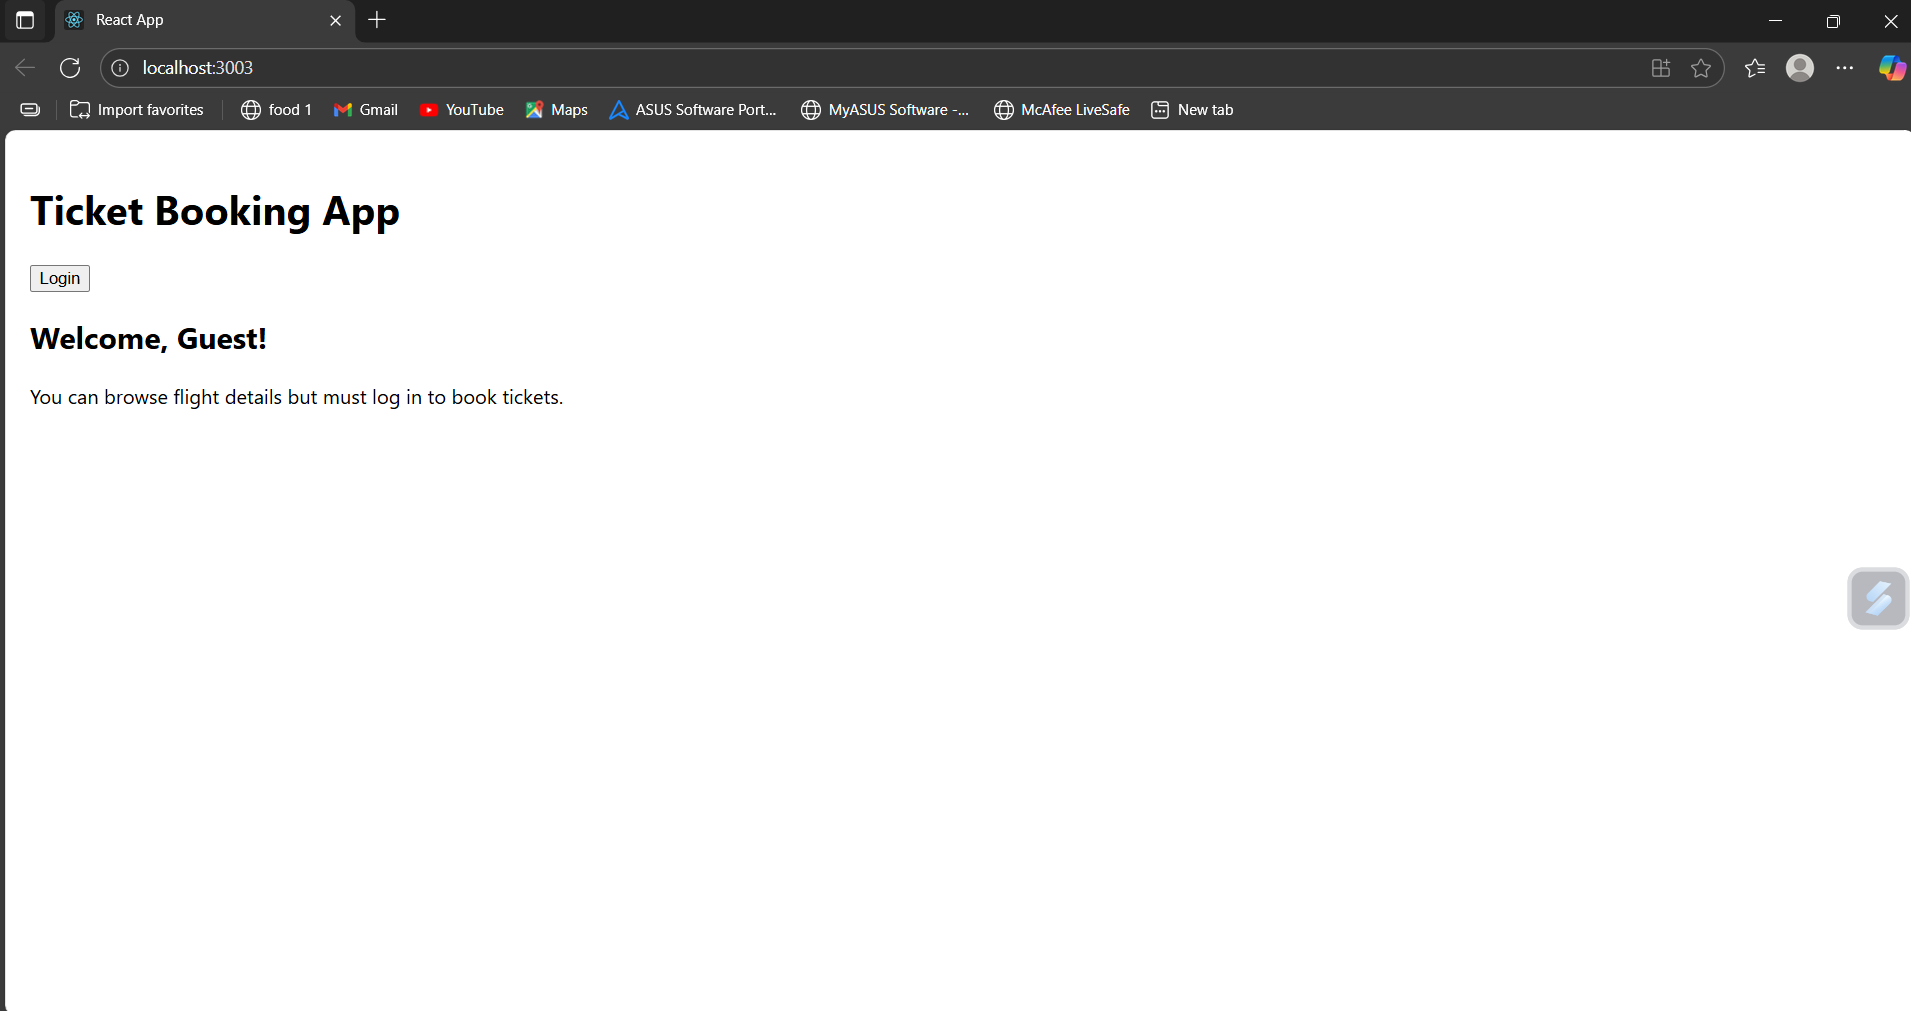 React App
localhost:3003
Import favorites food 1 Gmail YouTube Maps ASUS Software Port... MyASUS Software -... McAfee LiveSafe New tab
Ticket Booking App
Login
Welcome, Guest!
You can browse flight details but must log in to book tickets.